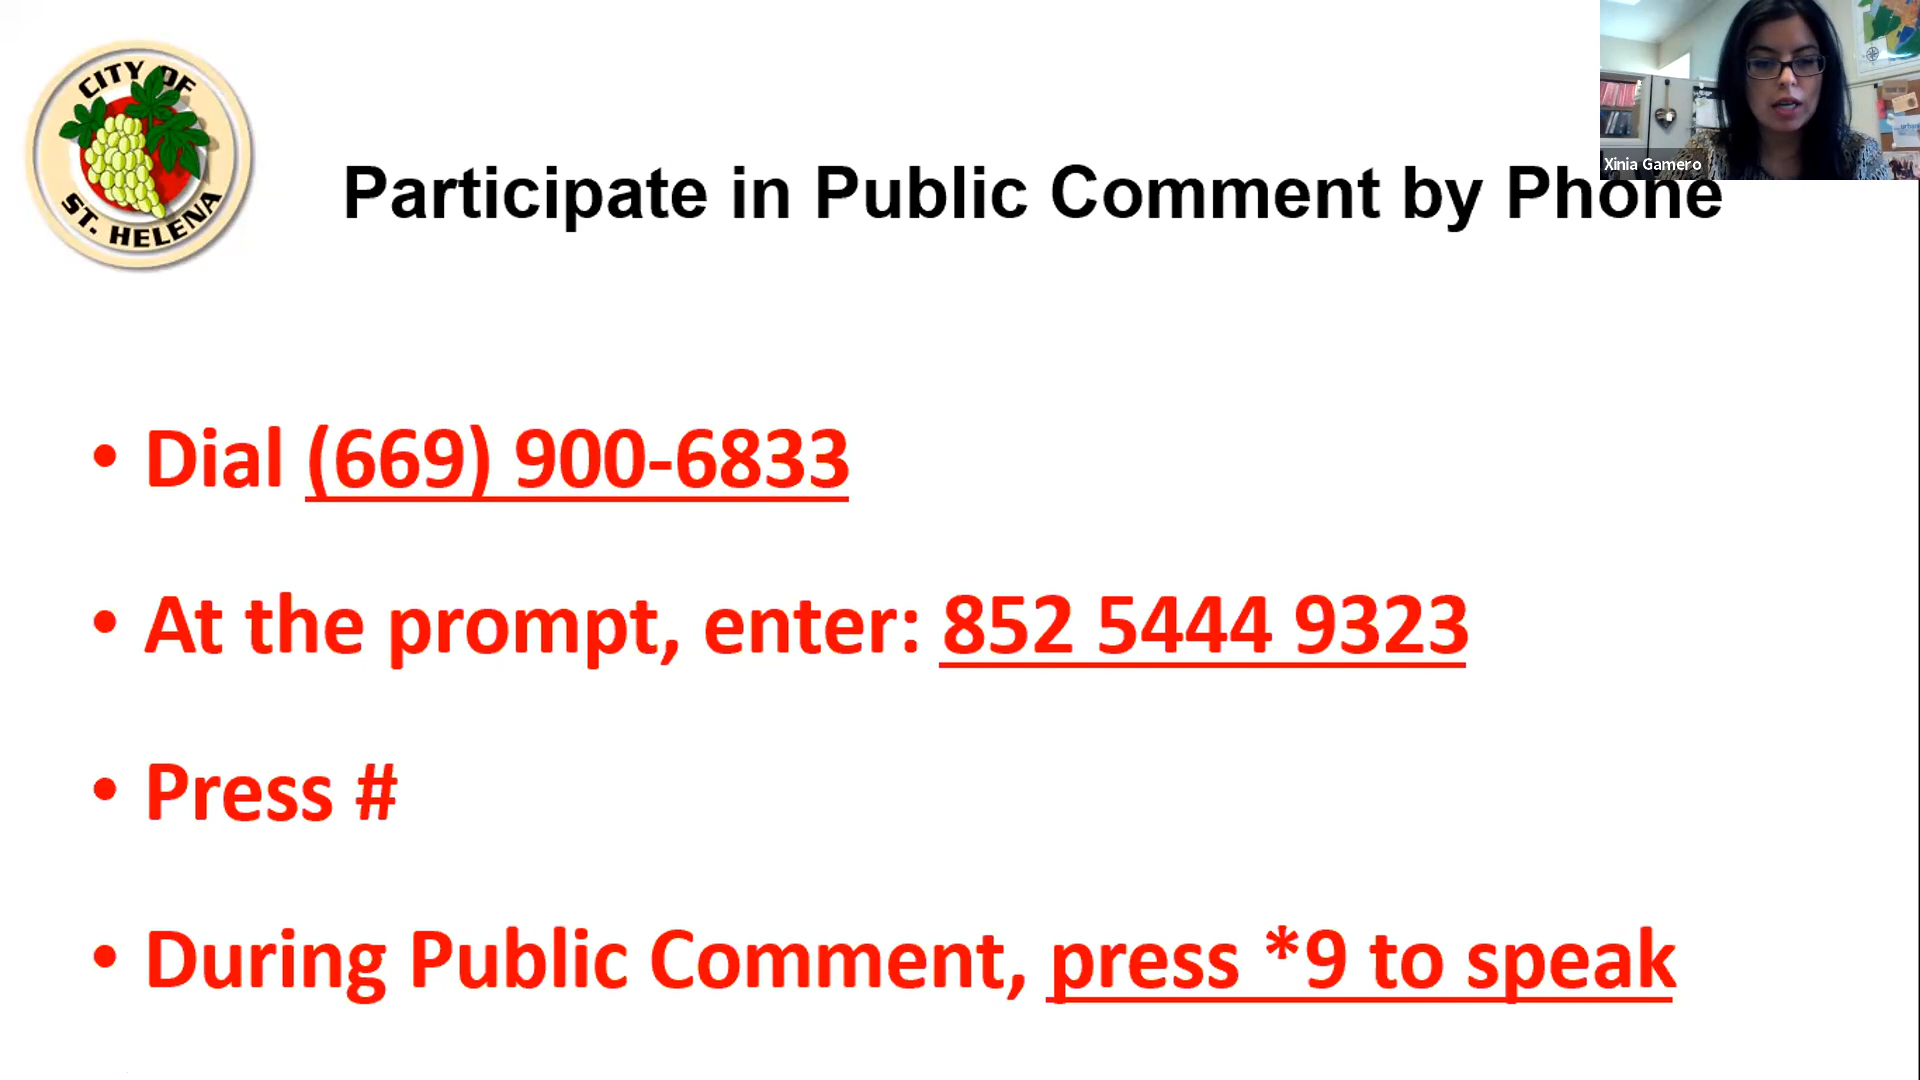 CITY OF
ST. HELENA
Xinia Gamero
Participate in Public Comment by Phone
• Dial (669) 900-6833
• At the prompt, enter: 852 5444 9323
• Press #
• During Public Comment, press *9 to speak